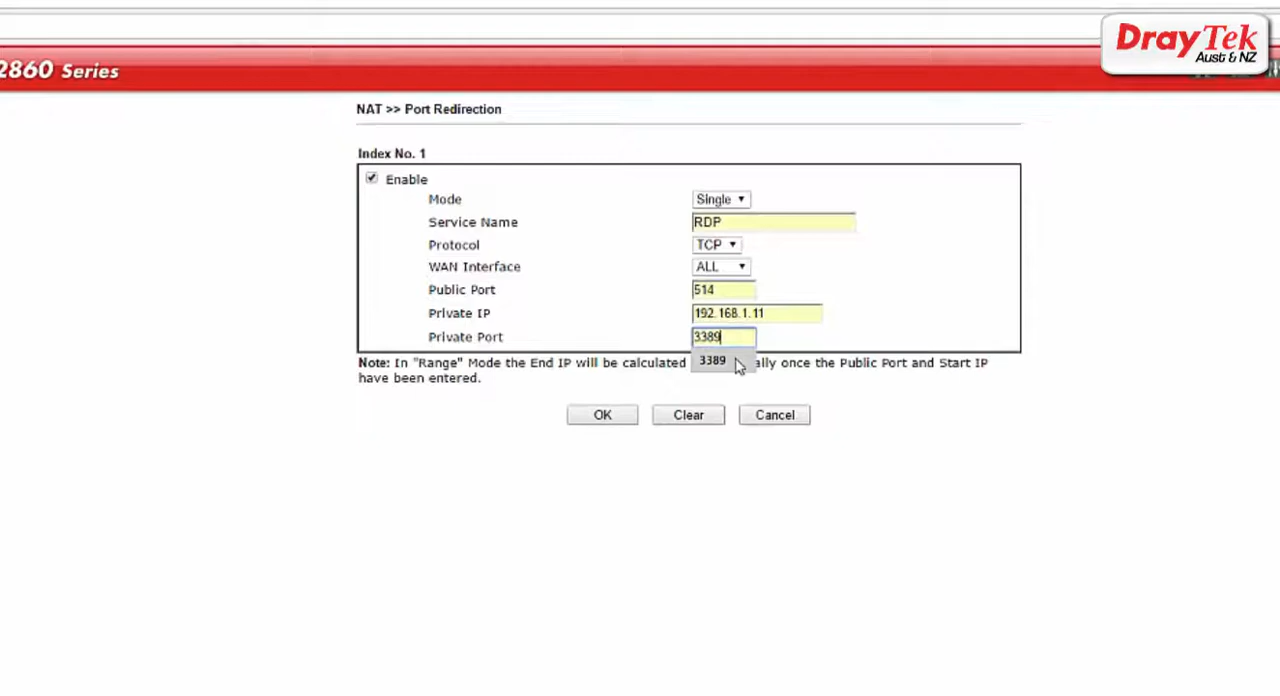 DrayTek
Aust & NZ
2860 Series
NAT >> Port Redirection
Index No. 1
Enable
Mode Single
Service Name RDP
Protocol TCP
WAN Interface ALL
Public Port 514
Private IP 192.168.1.11
Private Port 3389
3389
Note: In "Range" Mode the End IP will be calculated ally once the Public Port and Start IP
have been entered.
OK Clear Cancel